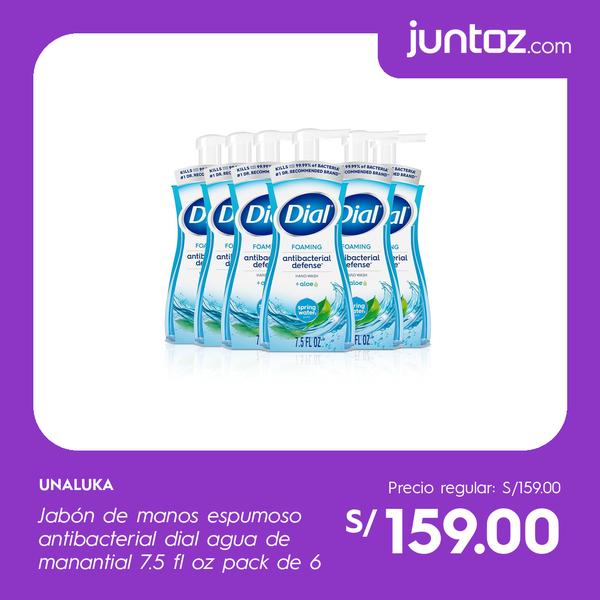 juntoz.com
KILLS 99.99% of BACTERIA
#1 DR. RECOMMENDED BRAND
Dial
FOAMING
antibacterial
defense
HAND WASH
+ aloe
spring
water
7.5 FL OZ
UNALUKA
Jabón de manos espumoso
antibacterial dial agua de
manantial 7.5 fl oz pack de 6
Precio regular: S/159.00
S/ 159.00